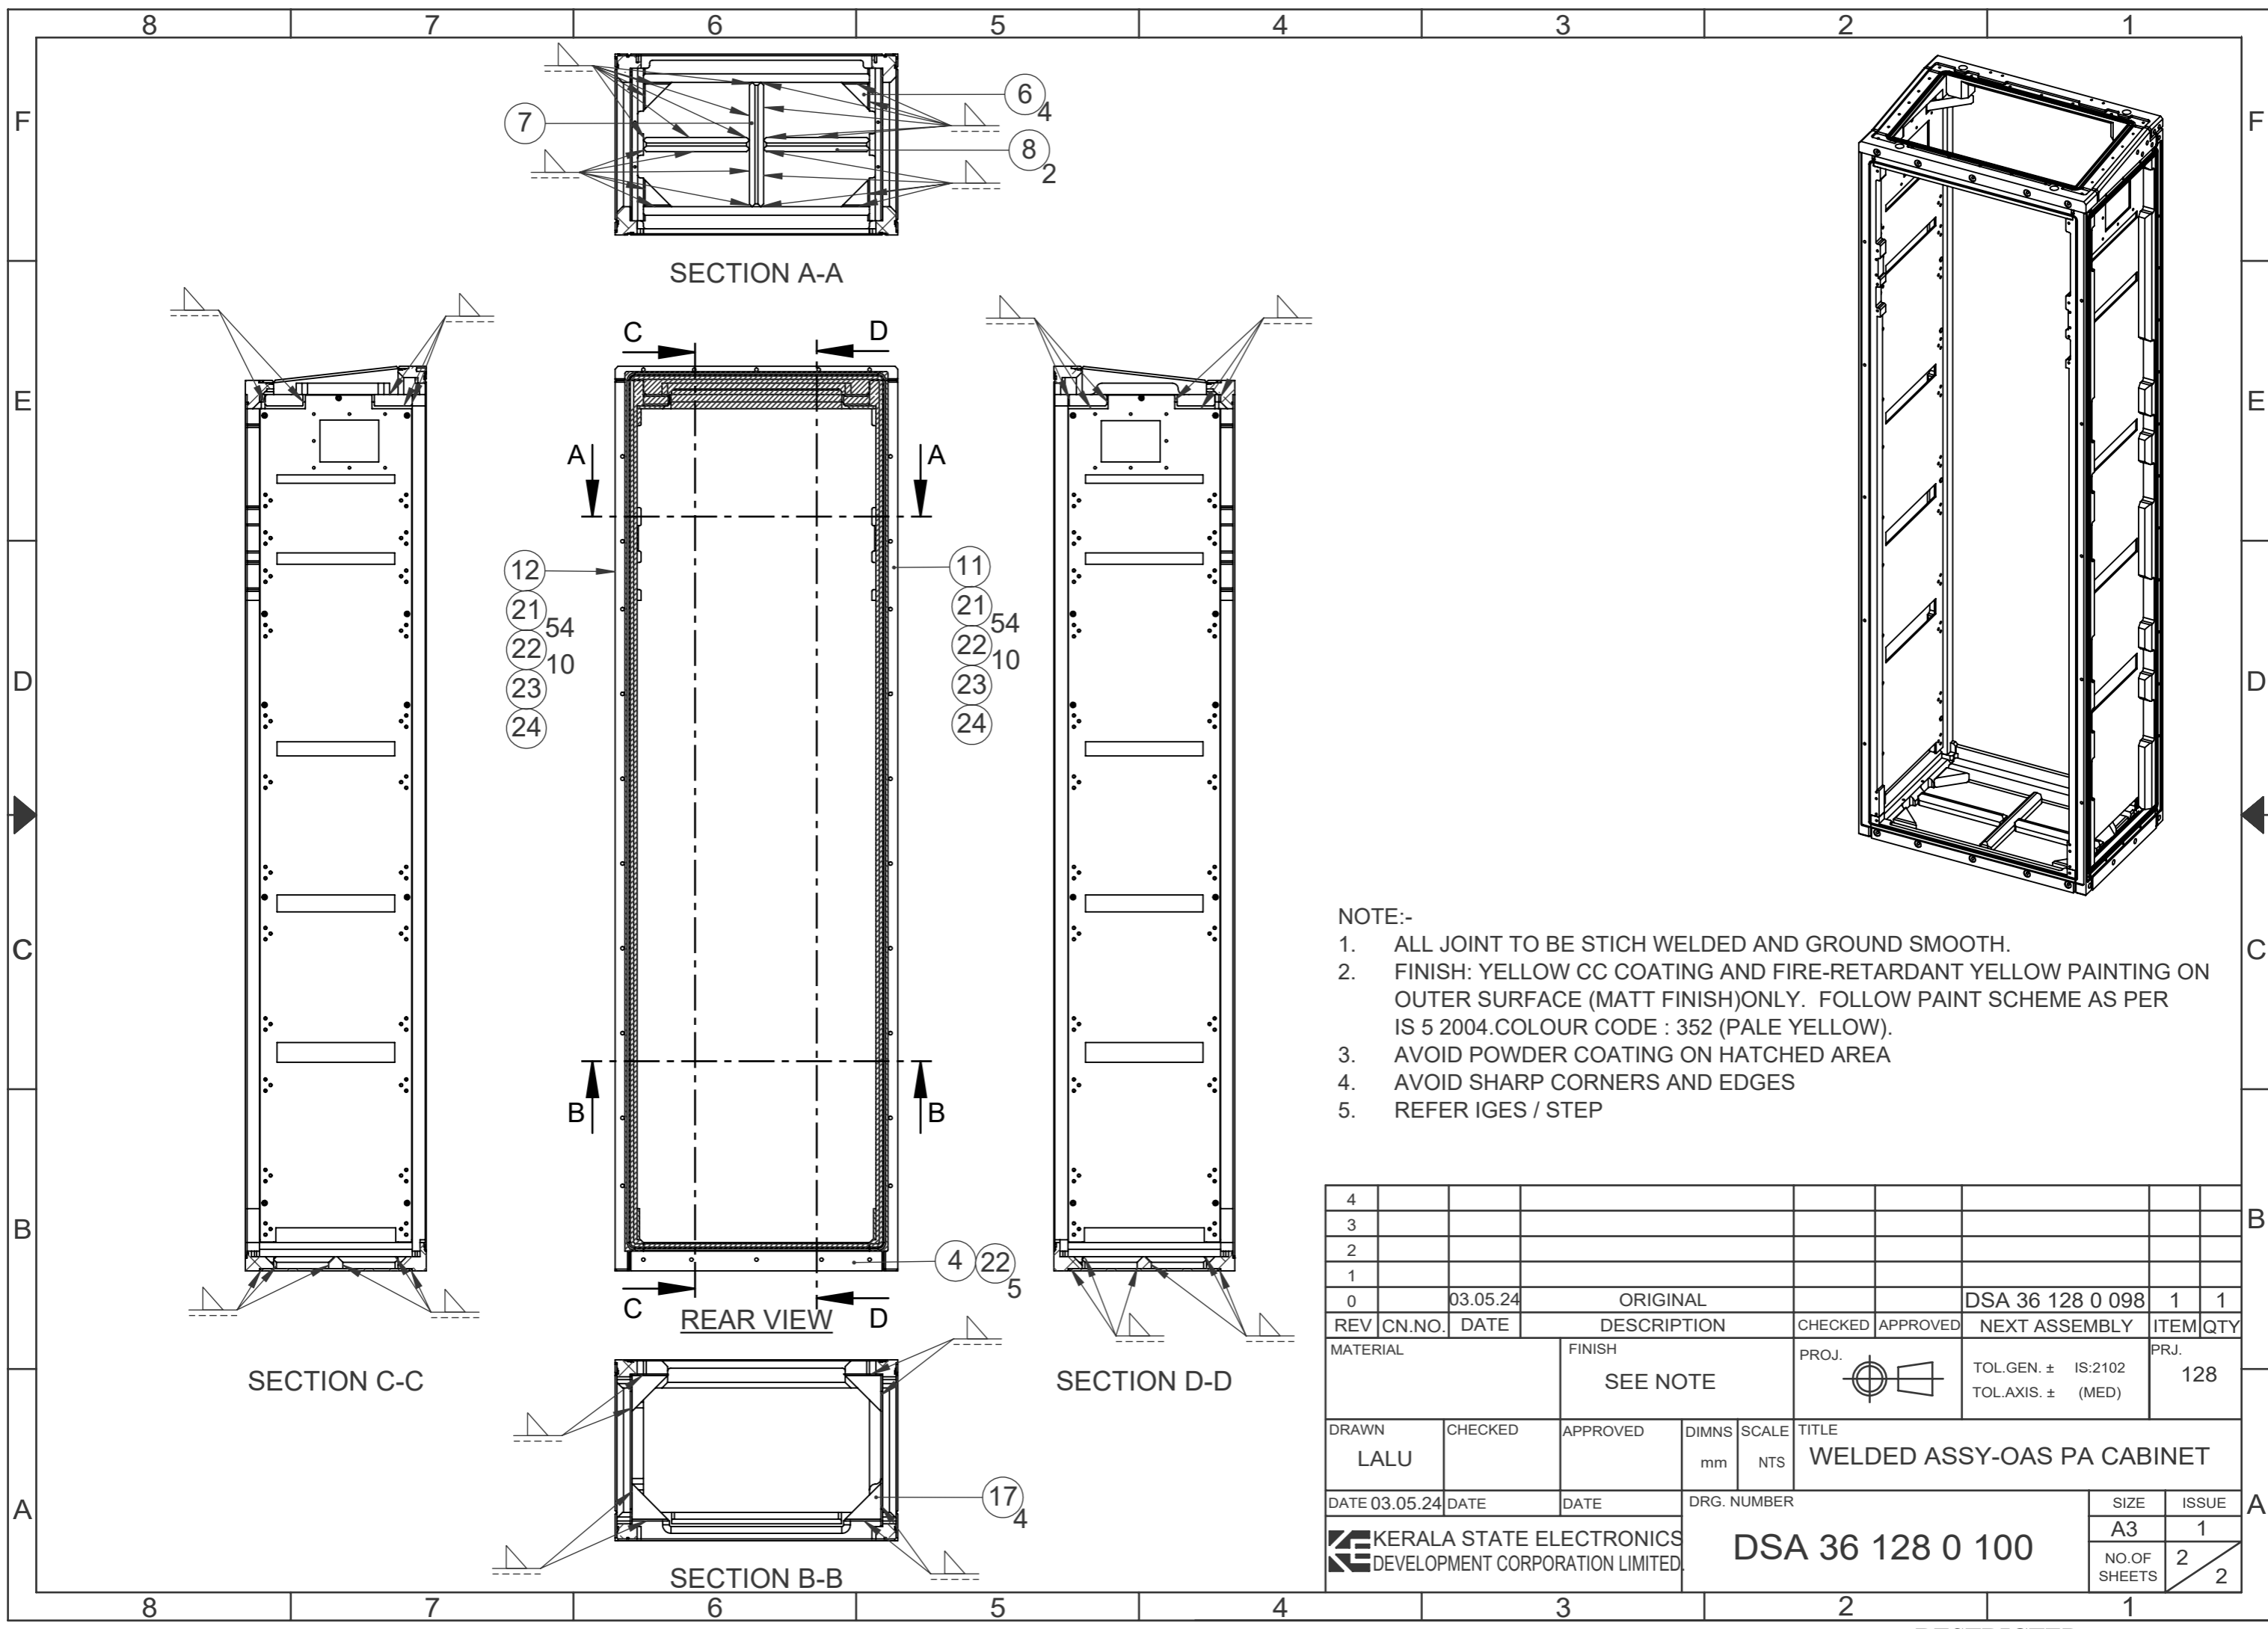 8 7 6 5 4 3 2 1
F
E
D
C
B
A
F
E
D
C
B
A
7
6
4
8
2
SECTION A-A
C D
A A
12
21
54
22
10
23
24
11
21
54
22
10
23
24
B B
4 22
5
C D
REAR VIEW
SECTION C-C
SECTION D-D
17
4
SECTION B-B
NOTE:-
1. ALL JOINT TO BE STICH WELDED AND GROUND SMOOTH.
2. FINISH: YELLOW CC COATING AND FIRE-RETARDANT YELLOW PAINTING ON
OUTER SURFACE (MATT FINISH)ONLY. FOLLOW PAINT SCHEME AS PER
IS 5 2004.COLOUR CODE : 352 (PALE YELLOW).
3. AVOID POWDER COATING ON HATCHED AREA
4. AVOID SHARP CORNERS AND EDGES
5. REFER IGES / STEP
4
3
2
1
0 03.05.24 ORIGINAL DSA 36 128 0 098 1 1
REV CN.NO. DATE DESCRIPTION CHECKED APPROVED NEXT ASSEMBLY ITEM QTY
MATERIAL
FINISH
SEE NOTE
PROJ.
TOL.GEN. ± IS:2102
TOL.AXIS. ± (MED)
PRJ.
128
DRAWN
LALU
CHECKED
APPROVED
DIMNS
mm
SCALE
NTS
TITLE
WELDED ASSY-OAS PA CABINET
DATE 03.05.24 DATE DATE
KERALA STATE ELECTRONICS
DEVELOPMENT CORPORATION LIMITED.
DRG. NUMBER
DSA 36 128 0 100
SIZE ISSUE
A3 1
NO.OF
SHEETS
2
2
8 7 6 5 4 3 2 1